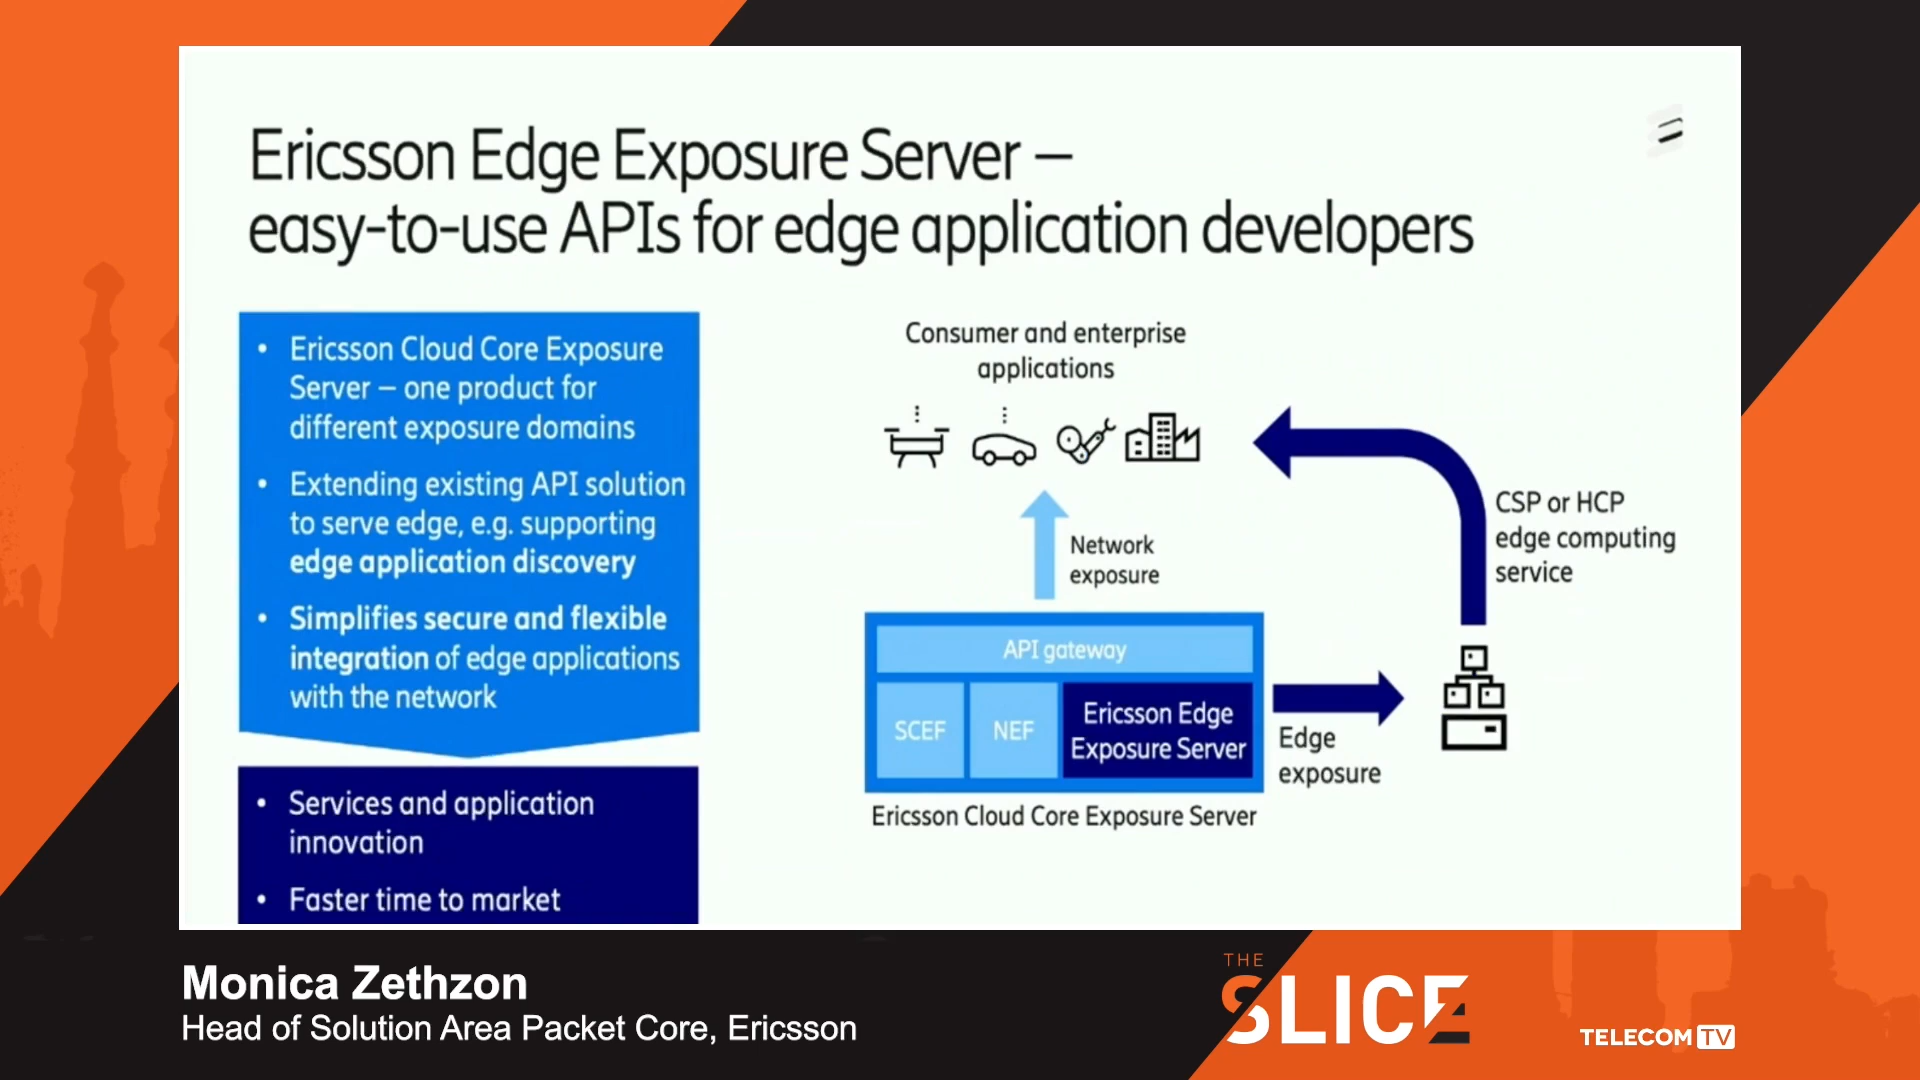 Ericsson Edge Exposure Server –
easy-to-use APIs for edge application developers
• Ericsson Cloud Core Exposure
Server – one product for
different exposure domains
• Extending existing API solution
to serve edge, e.g. supporting
edge application discovery
• Simplifies secure and flexible
integration of edge applications
with the network
• Services and application
innovation
• Faster time to market
Consumer and enterprise
applications
Network
exposure
CSP or HCP
edge computing
service
API gateway
SCEF
NEF
Ericsson Edge
Exposure Server
Edge
exposure
Ericsson Cloud Core Exposure Server
Monica Zethzon
Head of Solution Area Packet Core, Ericsson
THE
SLICE
TELECOM TV